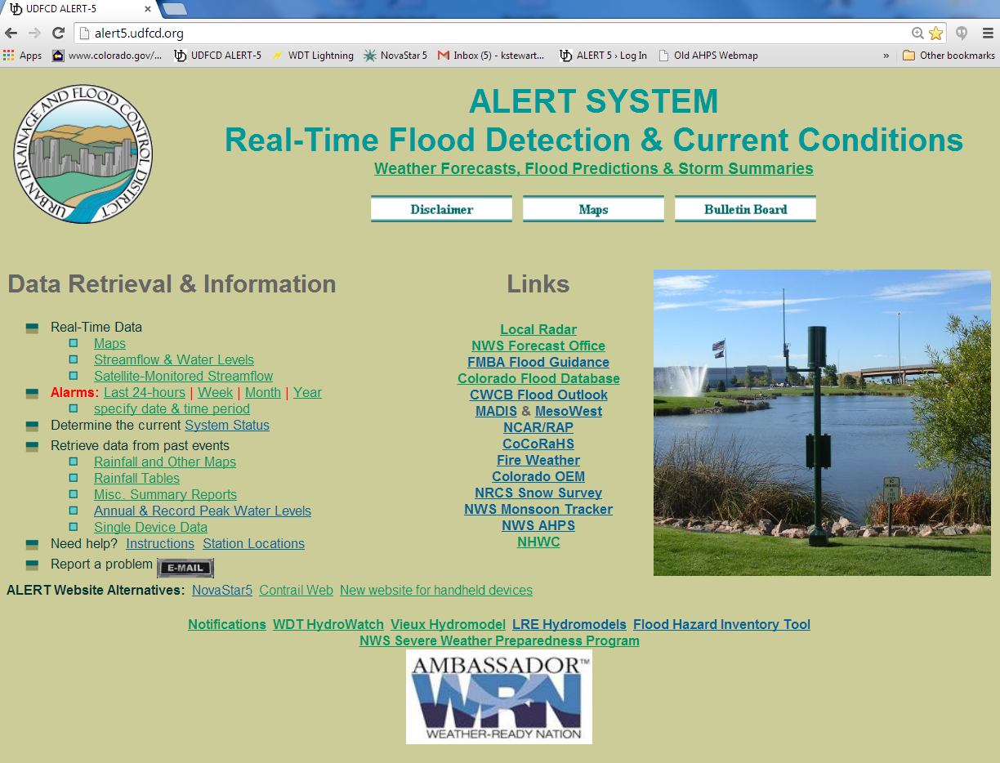 UDFCD ALERT-5
alert5.udfcd.org
Apps www.colorado.gov/... UDFCD ALERT-5 WDT Lightning NovaStar 5 Inbox (5) - kstewart... ALERT 5 › Log In Old AHPS Webmap » Other bookmarks
URBAN DRAINAGE AND FLOOD CONTROL DISTRICT
ALERT SYSTEM
Real-Time Flood Detection & Current Conditions
Weather Forecasts, Flood Predictions & Storm Summaries
Disclaimer Maps Bulletin Board
Data Retrieval & Information
Real-Time Data
Maps
Streamflow & Water Levels
Satellite-Monitored Streamflow
Alarms: Last 24-hours | Week | Month | Year
specify date & time period
Determine the current System Status
Retrieve data from past events
Rainfall and Other Maps
Rainfall Tables
Misc. Summary Reports
Annual & Record Peak Water Levels
Single Device Data
Need help? Instructions Station Locations
Report a problem E-MAIL
Links
Local Radar
NWS Forecast Office
FMBA Flood Guidance
Colorado Flood Database
CWCB Flood Outlook
MADIS & MesoWest
NCAR/RAP
CoCoRaHS
Fire Weather
Colorado OEM
NRCS Snow Survey
NWS Monsoon Tracker
NWS AHPS
NHWC
ALERT Website Alternatives: NovaStar5 Contrail Web New website for handheld devices
Notifications WDT HydroWatch Vieux Hydromodel LRE Hydromodels Flood Hazard Inventory Tool
NWS Severe Weather Preparedness Program
AMBASSADOR™
WRN
WEATHER-READY NATION